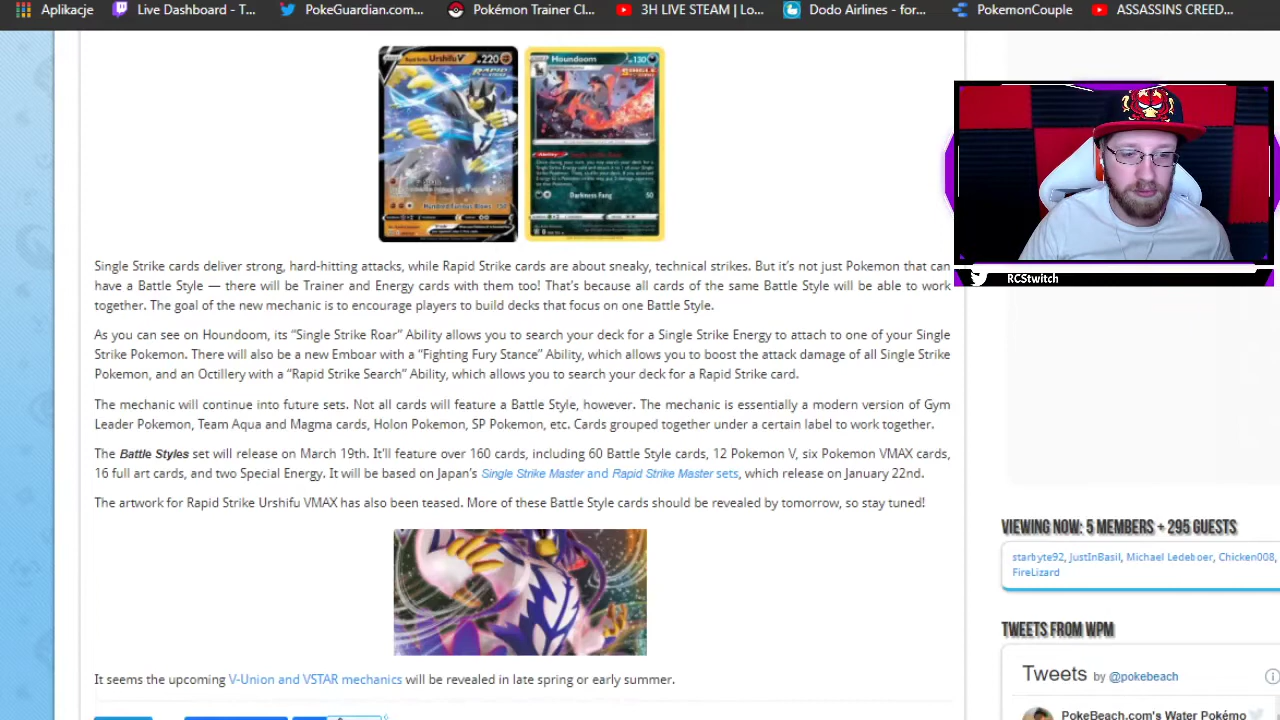 Aplikacje Live Dashboard - T... PokeGuardian.com... Pokémon Trainer Cl... 3H LIVE STEAM | Lo... Dodo Airlines - for... PokemonCouple ASSASSINS CREED...
Urshifu V 220
Houndoom 130
Ability
Darkness Fang 50
RCStwitch
Single Strike cards deliver strong, hard-hitting attacks, while Rapid Strike cards are about sneaky, technical strikes. But it's not just Pokemon that can
have a Battle Style — there will be Trainer and Energy cards with them too! That's because all cards of the same Battle Style will be able to work
together. The goal of the new mechanic is to encourage players to build decks that focus on one Battle Style.
As you can see on Houndoom, its “Single Strike Roar” Ability allows you to search your deck for a Single Strike Energy to attach to one of your Single
Strike Pokemon. There will also be a new Emboar with a “Fighting Fury Stance” Ability, which allows you to boost the attack damage of all Single Strike
Pokemon, and an Octillery with a “Rapid Strike Search” Ability, which allows you to search your deck for a Rapid Strike card.
The mechanic will continue into future sets. Not all cards will feature a Battle Style, however. The mechanic is essentially a modern version of Gym
Leader Pokemon, Team Aqua and Magma cards, Holon Pokemon, SP Pokemon, etc. Cards grouped together under a certain label to work together.
The Battle Styles set will release on March 19th. It'll feature over 160 cards, including 60 Battle Style cards, 12 Pokemon V, six Pokemon VMAX cards,
16 full art cards, and two Special Energy. It will be based on Japan's Single Strike Master and Rapid Strike Master sets, which release on January 22nd.
The artwork for Rapid Strike Urshifu VMAX has also been teased. More of these Battle Style cards should be revealed by tomorrow, so stay tuned!
It seems the upcoming V-Union and VSTAR mechanics will be revealed in late spring or early summer.
VIEWING NOW: 5 MEMBERS + 295 GUESTS
starbyte92, JustInBasil, Michael Ledeboer, Chicken008,
FireLizard
TWEETS FROM WPM
Tweets by @pokebeach
PokeBeach.com's Water Pokémo